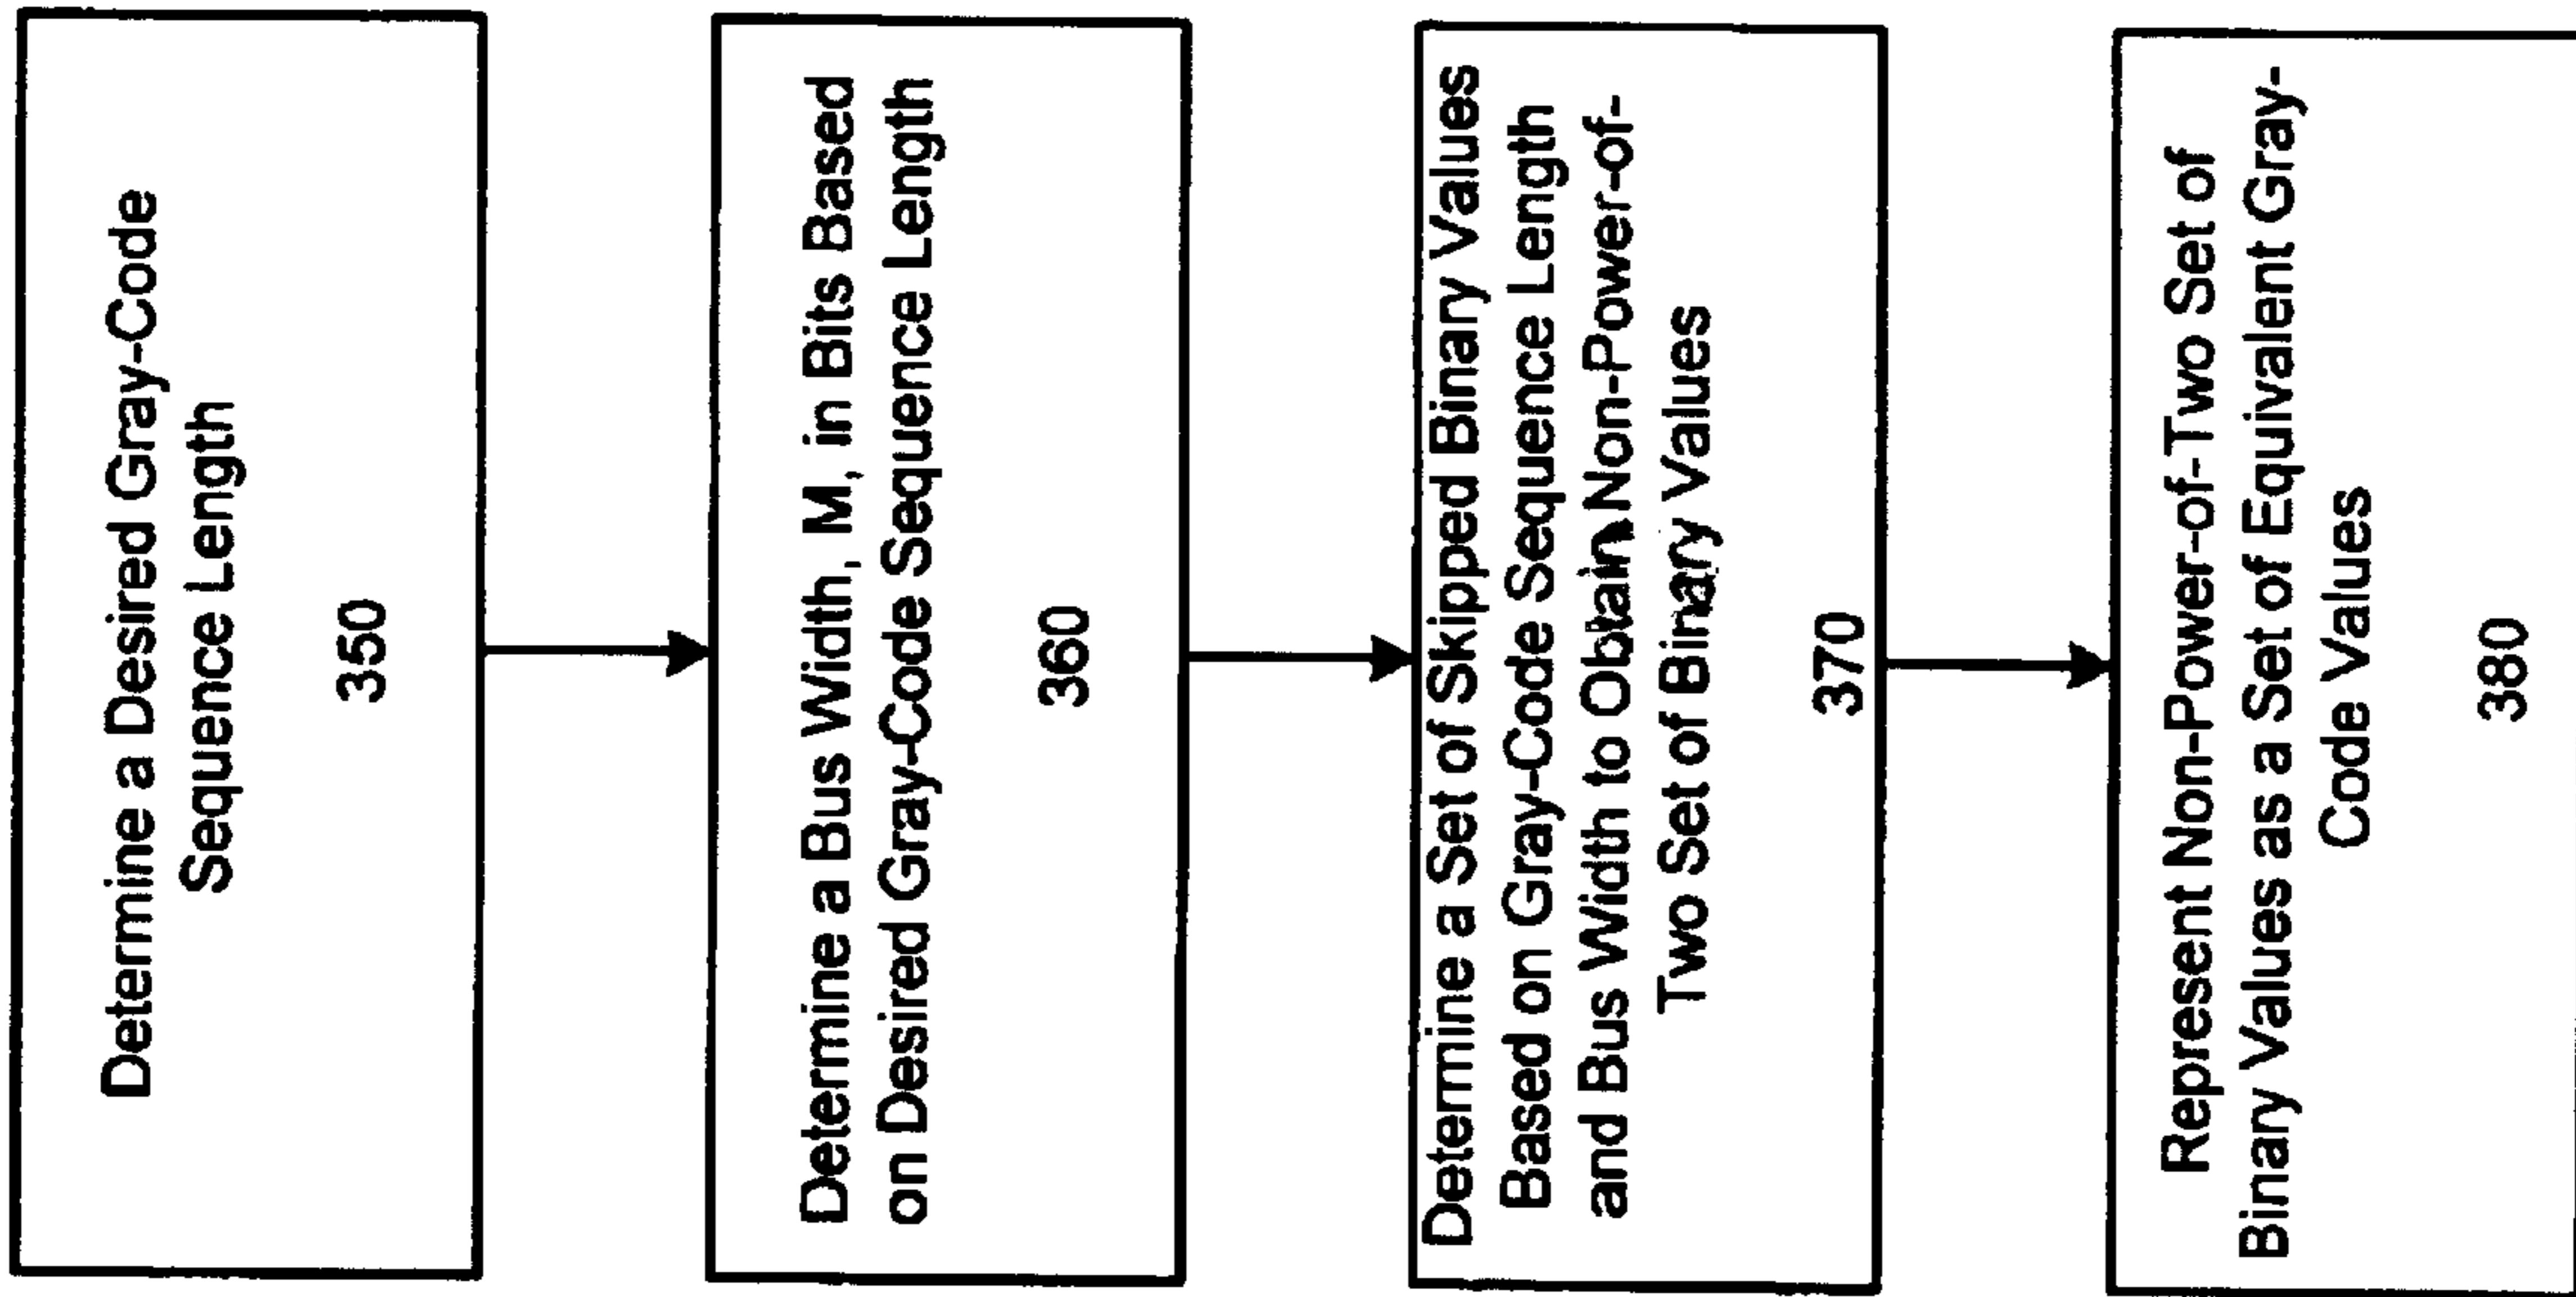 Determine a Desired Gray-Code
Sequence Length
350
Determine a Bus Width, M, in Bits Based
on Desired Gray-Code Sequence Length
360
Determine a Set of Skipped Binary Values
Based on Gray-Code Sequence Length
and Bus Width to Obtain Non-Power-of-
Two Set of Binary Values
370
Represent Non-Power-of-Two Set of
Binary Values as a Set of Equivalent Gray-
Code Values
380